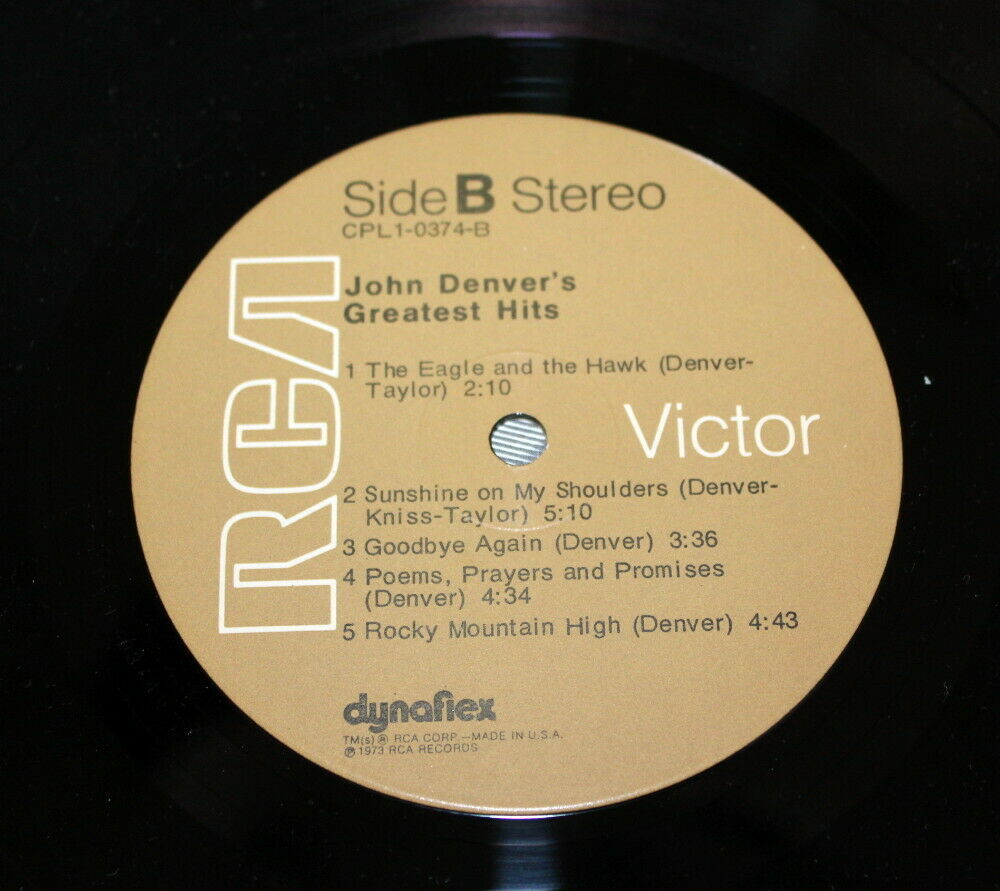 Side B Stereo
CPL1-0374-B
John Denver's
Greatest Hits
1 The Eagle and the Hawk (Denver-
Taylor) 2:10
RCA
Victor
2 Sunshine on My Shoulders (Denver-
Kniss-Taylor) 5:10
3 Goodbye Again (Denver) 3:36
4 Poems, Prayers and Promises
(Denver) 4:34
5 Rocky Mountain High (Denver) 4:43
dynaflex
TM(s) ® RCA CORP.—MADE IN U.S.A.
℗ 1973 RCA RECORDS